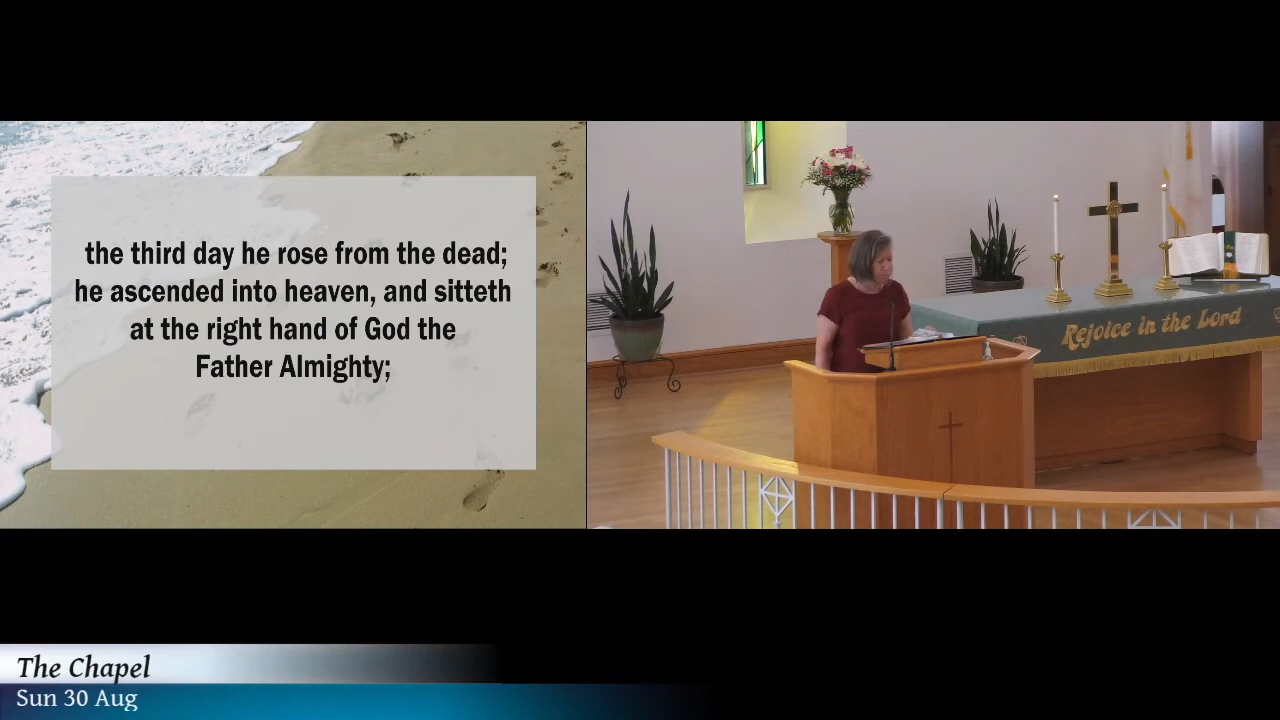 the third day he rose from the dead;
he ascended into heaven, and sitteth
at the right hand of God the
Father Almighty;
Rejoice in the Lord
The Chapel
Sun 30 Aug